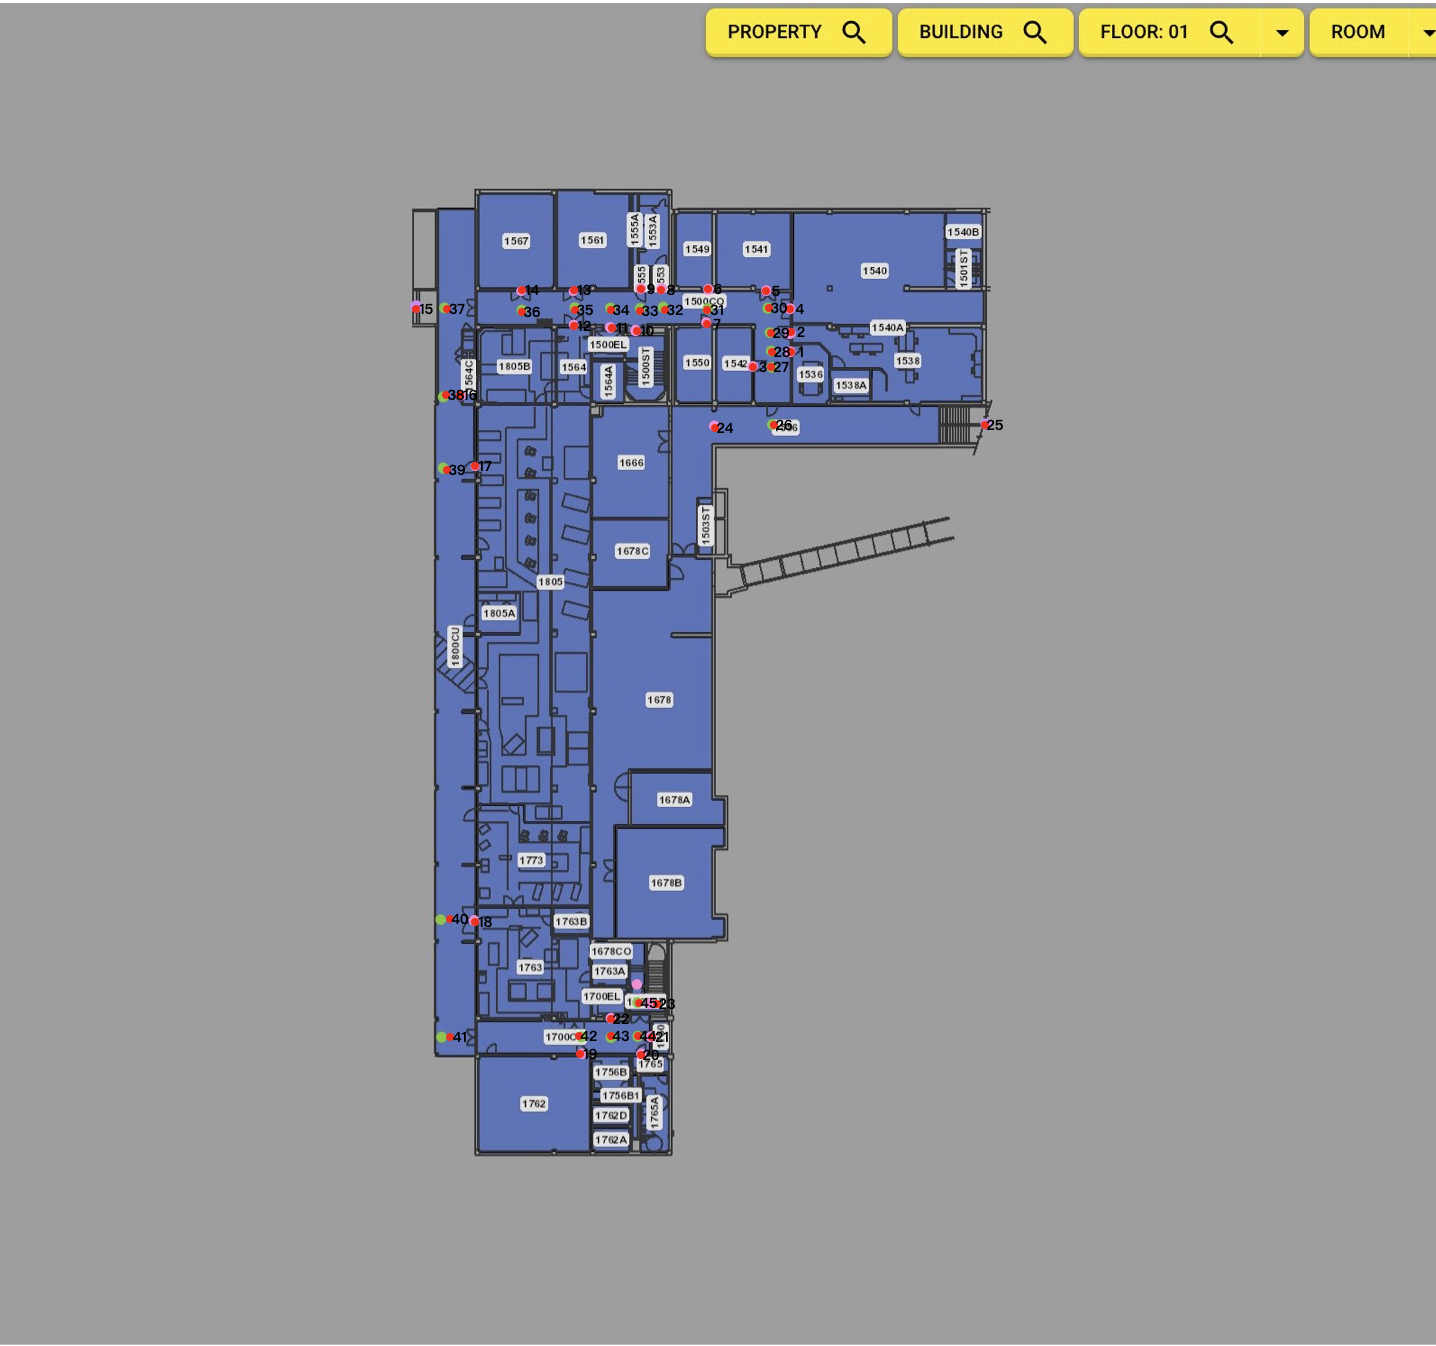 PROPERTY BUILDING FLOOR: 01 ROOM
1567 1561 1555A 1553A
1549 1541 1540 1540B 1501ST
555 553
14 13 9 8 6 5
15 37 36 35 34 33 32 1500CO 31 30 4
12 11 10 7 29 2 1540A
1500EL 28 1 1538
1564C 1805B 1564 1564A 1500ST 1550 1542 3 27 1536 1538A
38 16
24 26 25
39 17 1666
1503ST
1678C
1805
1805A
1800CU
1678
1678A
1773
1678B
40 18 1763B
1678CO
1763 1763A
1700EL 45 23
22
41 42 43 44 21
19 20
1765
1756B
1756B1
1762 1762D 1765A
1762A